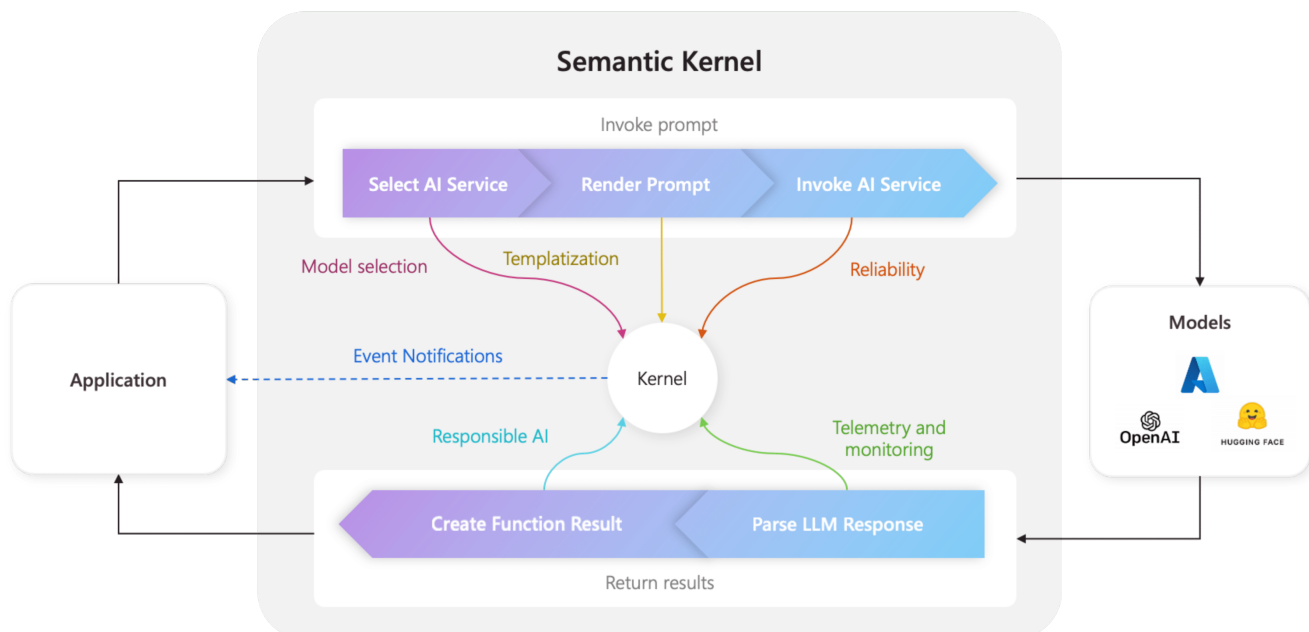 Semantic Kernel
Invoke prompt
Select AI Service
Render Prompt
Invoke AI Service
Model selection
Templatization
Reliability
Application
Event Notifications
Kernel
Models
OpenAI
HUGGING FACE
Responsible AI
Telemetry and
monitoring
Create Function Result
Parse LLM Response
Return results